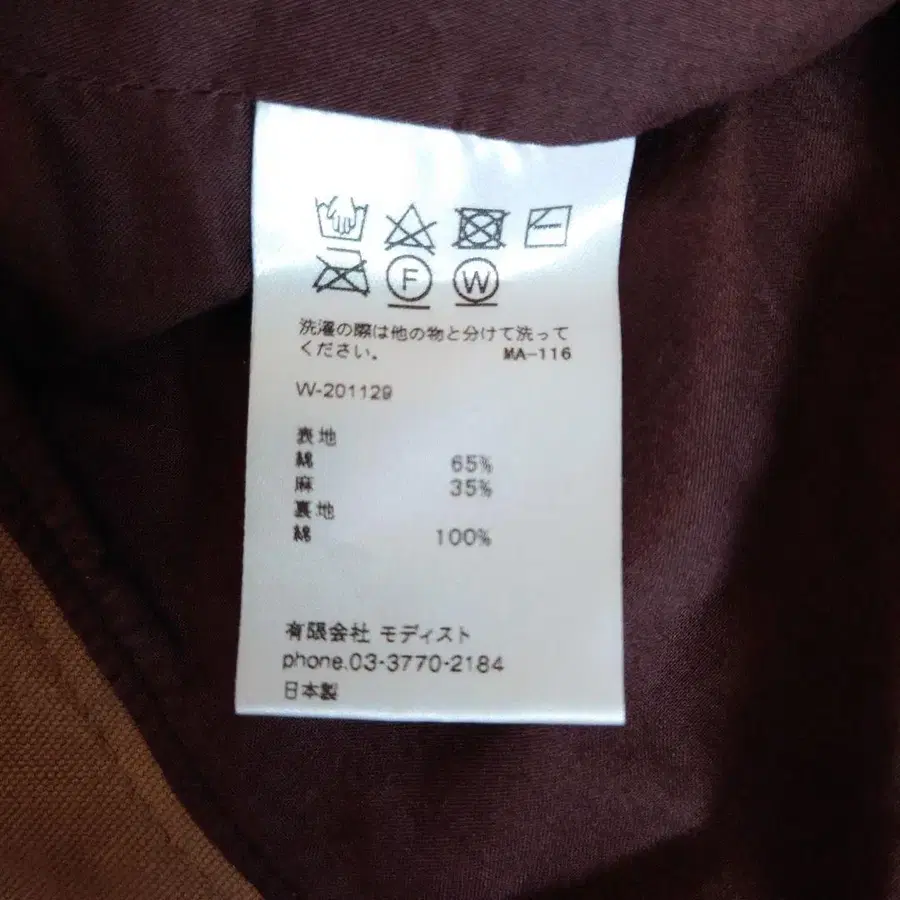 F W
洗濯の際は他の物と分けて洗って
ください。 MA-116
W-201129
表地
綿 65%
麻 35%
裏地
綿 100%
有限会社 モディスト
phone.03-3770-2184
日本製